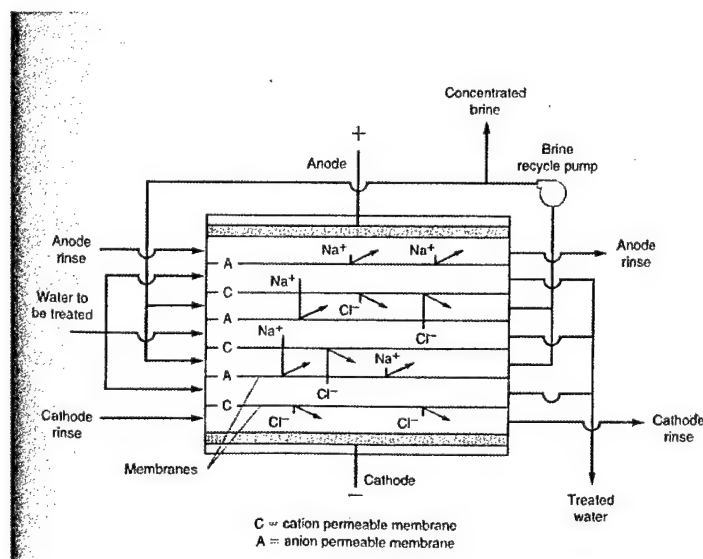 Concentrated
brine
+
Anode
Brine
recycle pump
Anode
rinse
Na⁺
Na⁺
Anode
rinse
A
Na⁺
Water to
be treated
C
Cl⁻
A
Na⁺
Cl⁻
C
Na⁺
A
Cl⁻
C
Cathode
rinse
Cl⁻
Cl⁻
Cathode
rinse
Membranes
Cathode
−
Treated
water
C = cation permeable membrane
A = anion permeable membrane